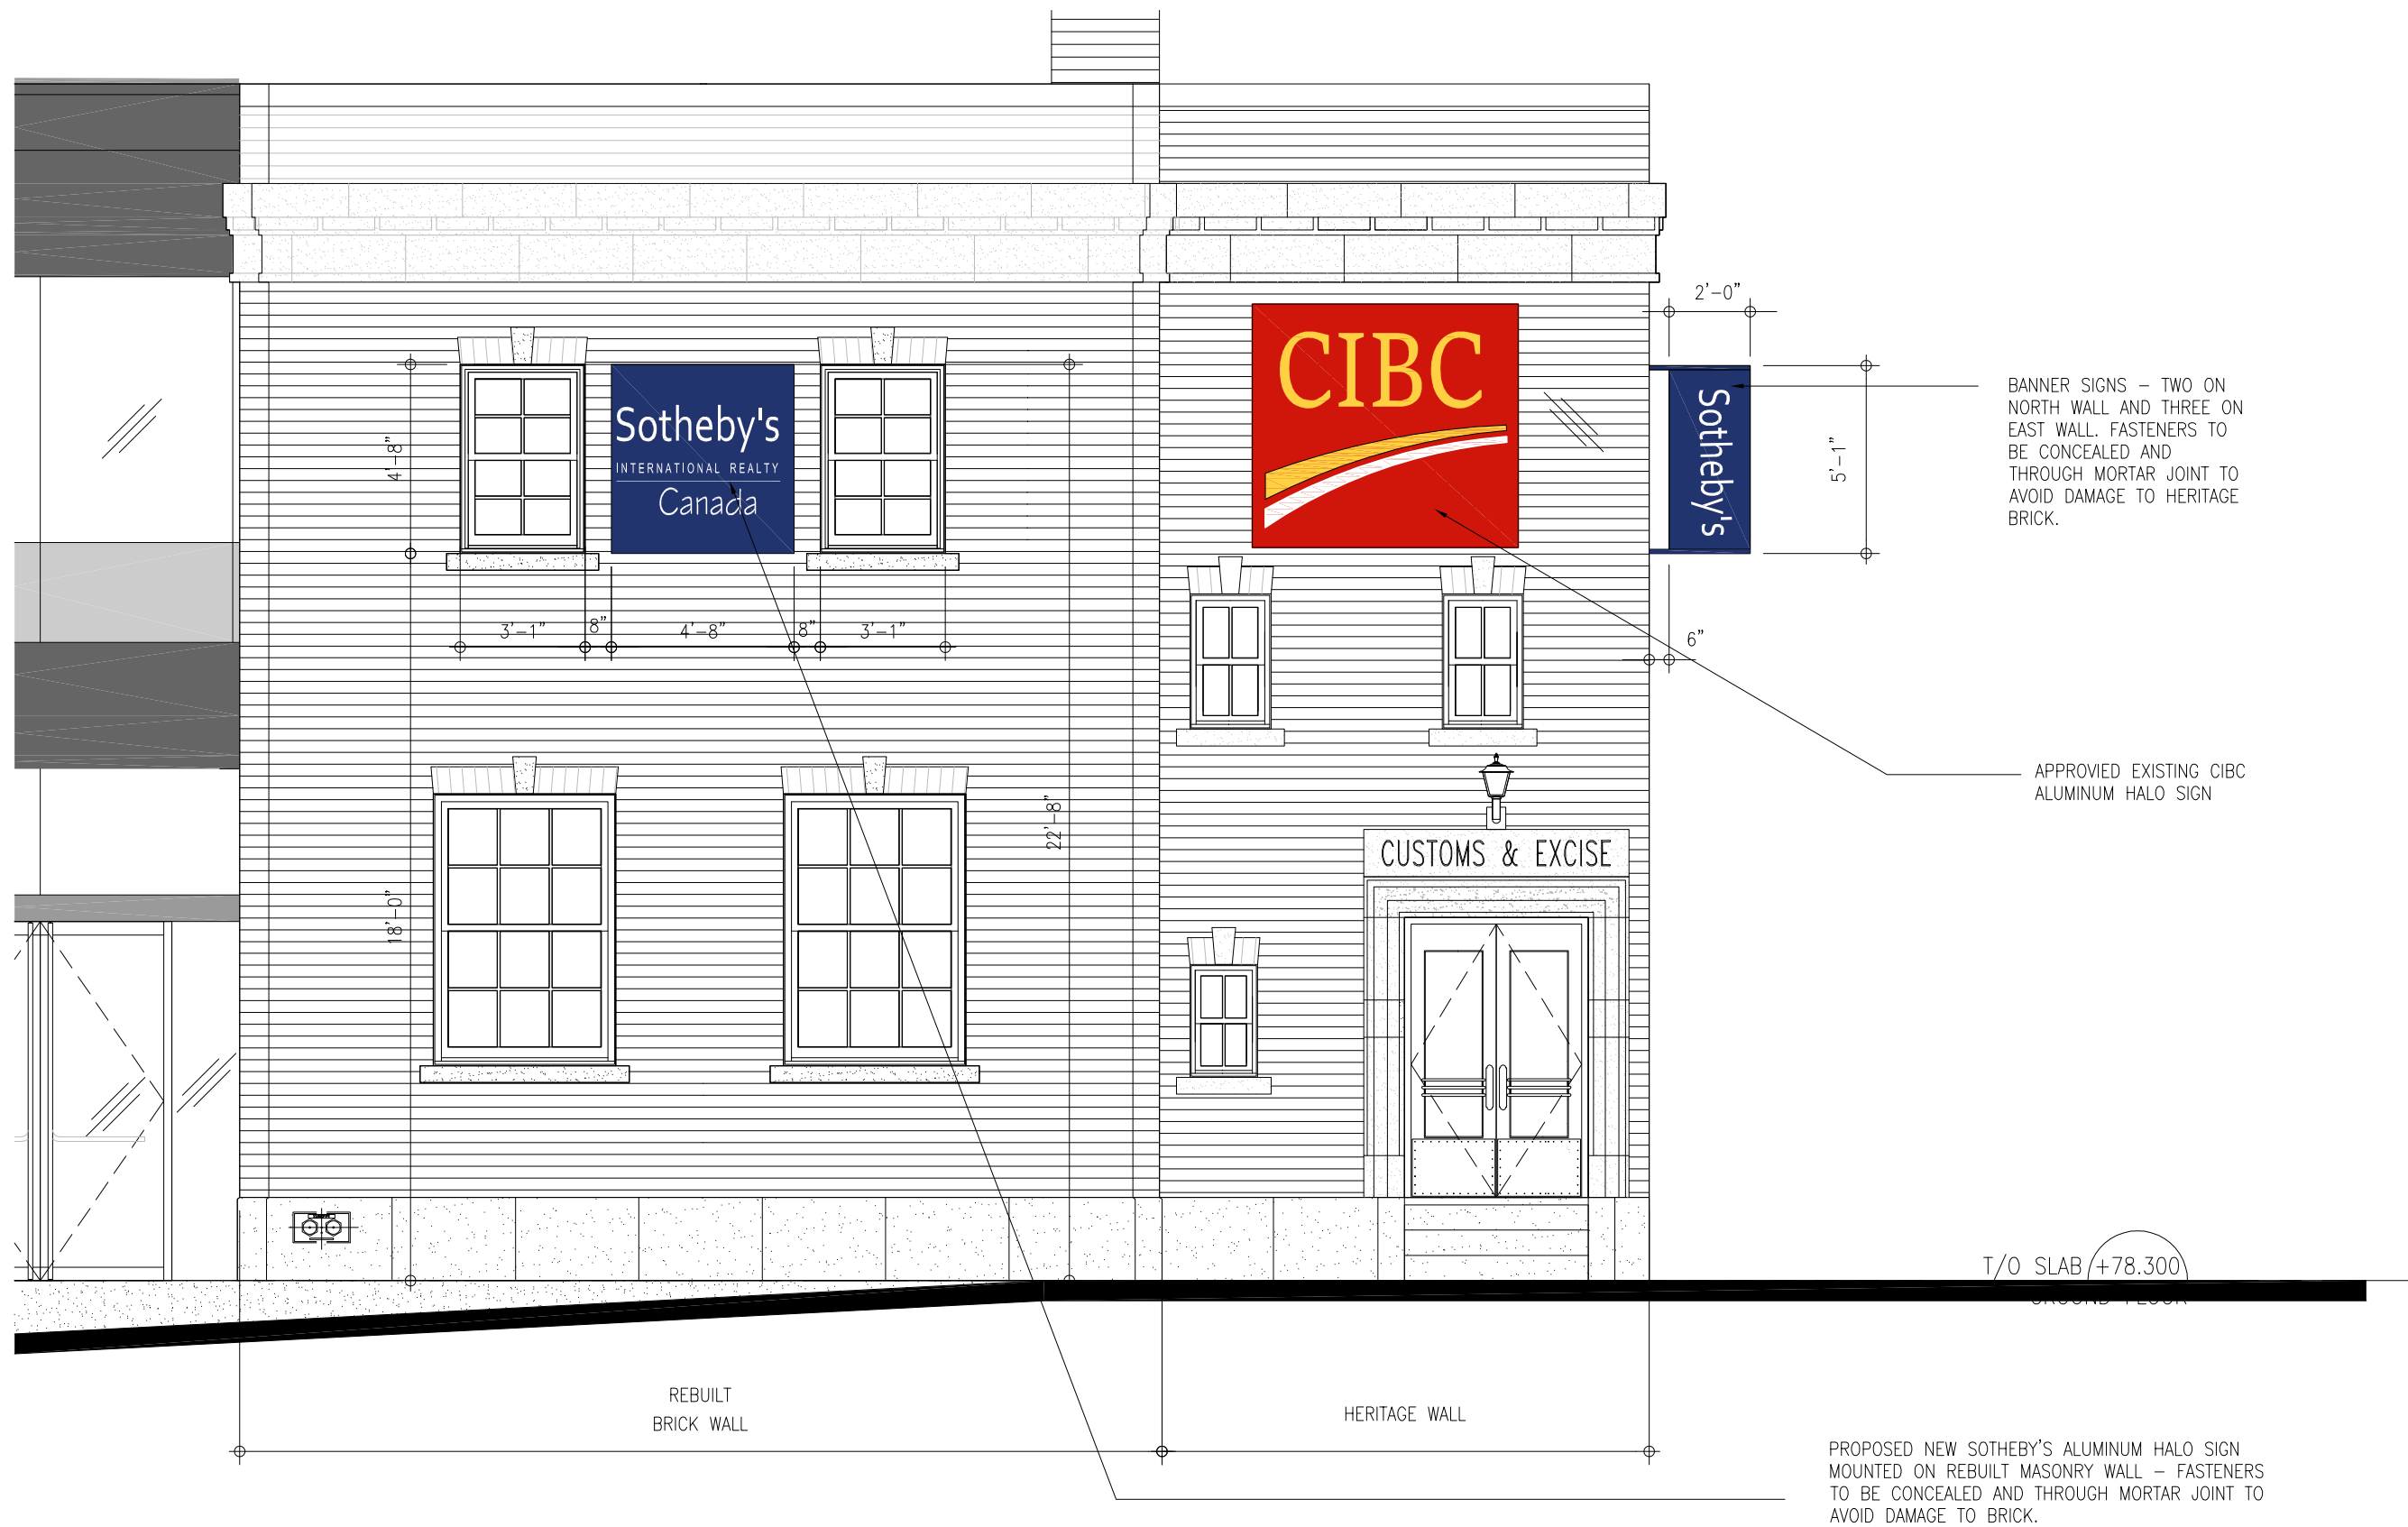 2'-0"
CIBC
BANNER SIGNS – TWO ON
NORTH WALL AND THREE ON
EAST WALL. FASTENERS TO
BE CONCEALED AND
THROUGH MORTAR JOINT TO
AVOID DAMAGE TO HERITAGE
BRICK.
Sotheby's
5'-1"
4'-8"
Sotheby's
INTERNATIONAL REALTY
Canada
3'-1"
8"
4'-8"
8"
3'-1"
6"
APPROVIED EXISTING CIBC
ALUMINUM HALO SIGN
22'-8"
CUSTOMS & EXCISE
18'-0"
T/O SLAB +78.300
GROUND FLOOR
REBUILT
BRICK WALL
HERITAGE WALL
PROPOSED NEW SOTHEBY'S ALUMINUM HALO SIGN
MOUNTED ON REBUILT MASONRY WALL – FASTENERS
TO BE CONCEALED AND THROUGH MORTAR JOINT TO
AVOID DAMAGE TO BRICK.